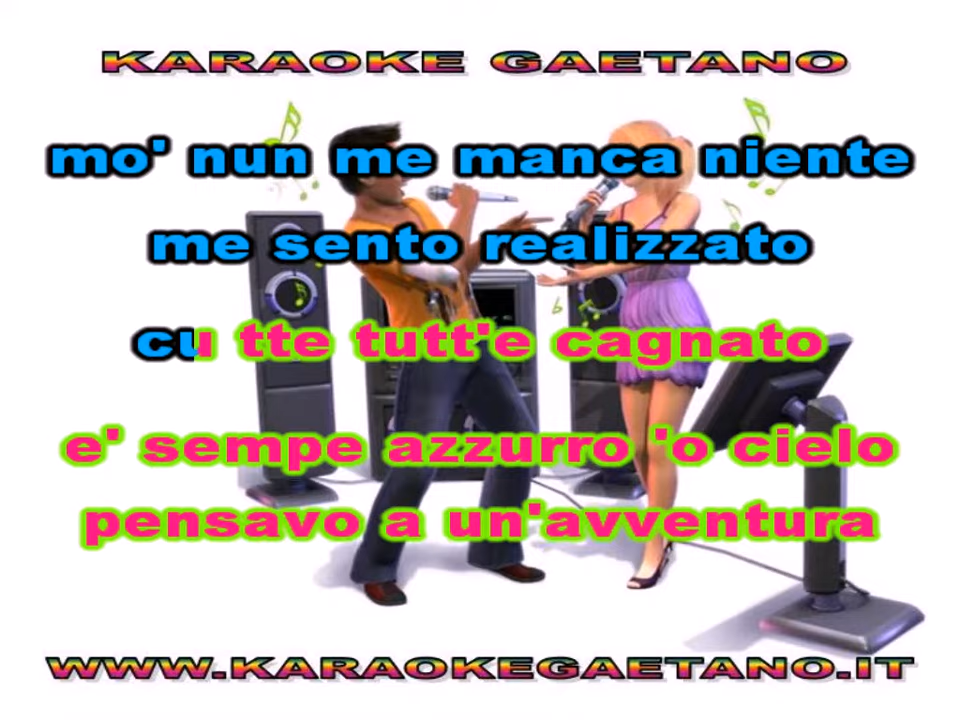 KARAOKE GAETANO
mo' nun me manca niente
me sento realizzato
cu tte tutt'e cagnato
e' sempe azzurro 'o cielo
pensavo a un'avventura
WWW.KARAOKEGAETANO.IT